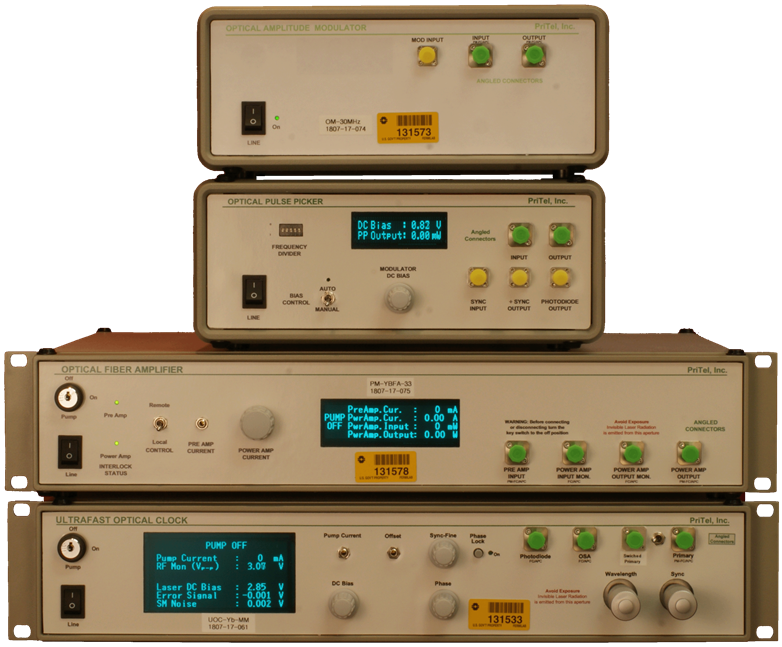 OPTICAL AMPLITUDE MODULATOR
PriTel, Inc.
MOD INPUT
INPUT
OUTPUT
ANGLED CONNECTORS
I
O
On
LINE
OM-30MHz
1807-17-074
131573
OPTICAL PULSE PICKER
PriTel, Inc.
DC Bias : 0.82 V
PP Output: 0.00 mW
FREQUENCY
DIVIDER
Angled
Connectors
INPUT
OUTPUT
MODULATOR
DC BIAS
AUTO
BIAS
CONTROL
MANUAL
I
O
LINE
SYNC
INPUT
÷ SYNC
OUTPUT
PHOTODIODE
OUTPUT
OPTICAL FIBER AMPLIFIER
PriTel, Inc.
PM-YBFA-33
1807-17-075
Off
On
Pump
Pre Amp
Power Amp
INTERLOCK
STATUS
Line
Remote
Local
CONTROL
PRE AMP
CURRENT
POWER AMP
CURRENT
PUMP
OFF
PreAmp.Cur. : 0 mA
PwrAmp.Cur. : 0.00 A
PwrAmp.Input : 0 mW
PwrAmp.Output: 0.00 W
131578
WARNING: Before connecting
or disconnecting turn the
key switch to the off position
Avoid Exposure
Invisible Laser Radiation
is emitted from this aperture
ANGLED
CONNECTORS
PRE AMP
INPUT
POWER AMP
INPUT MON.
POWER AMP
OUTPUT MON.
POWER AMP
OUTPUT
ULTRAFAST OPTICAL CLOCK
PriTel, Inc.
Off
On
Pump
Line
PUMP OFF
Pump Current : 0 mA
RF Mon (Vp-p) : 3.07 V
Laser DC Bias : 2.85 V
Error Signal : -0.001 V
SM Noise : 0.002 V
UOC-Yb-MM
1807-17-061
Pump Current
Offset
Sync-Fine
Phase
Lock
On
DC Bias
Phase
Photodiode
OSA
Switched
Primary
Primary
Angled
Connectors
Wavelength
Sync
Avoid Exposure
Invisible Laser Radiation
is emitted from this aperture
131533